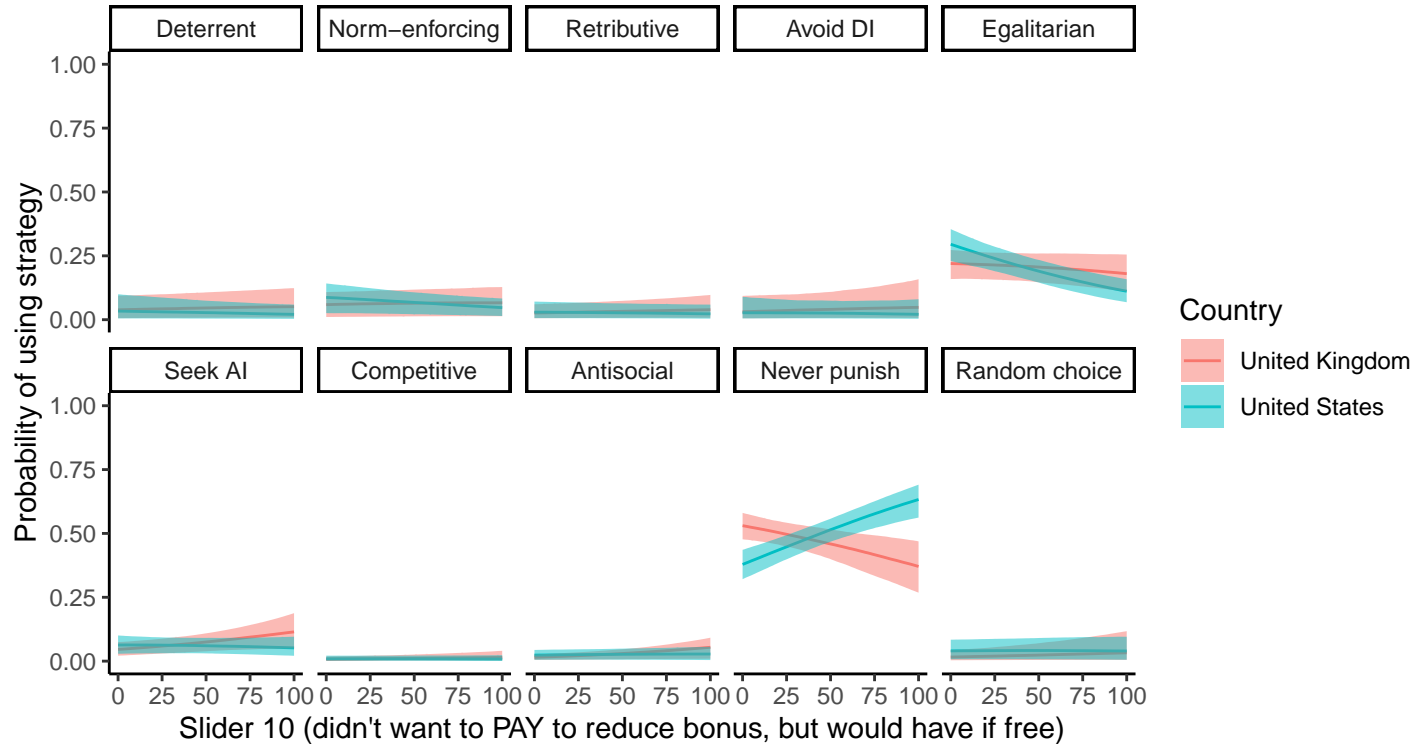 Deterrent Norm−enforcing Retributive Avoid DI Egalitarian
1.00
0.75
0.50
0.25
0.00
Seek AI Competitive Antisocial Never punish Random choice
1.00
0.75
0.50
0.25
0.00
0 25 50 75 100 0 25 50 75 100 0 25 50 75 100 0 25 50 75 100 0 25 50 75 100
Slider 10 (didn't want to PAY to reduce bonus, but would have if free)
Probability of using strategy
Country
United Kingdom
United States